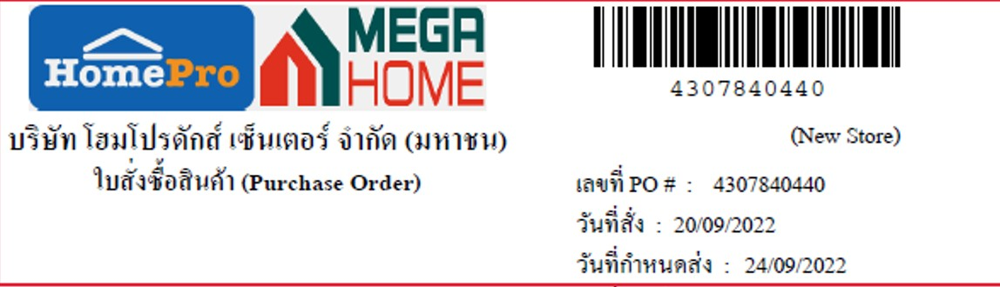 HomePro
MEGA
HOME
4307840440
บริษัท โฮมโปรดักส์ เซ็นเตอร์ จำกัด (มหาชน)
(New Store)
ใบสั่งซื้อสินค้า (Purchase Order)
เลขที่ PO # : 4307840440
วันที่สั่ง : 20/09/2022
วันที่กำหนดส่ง : 24/09/2022